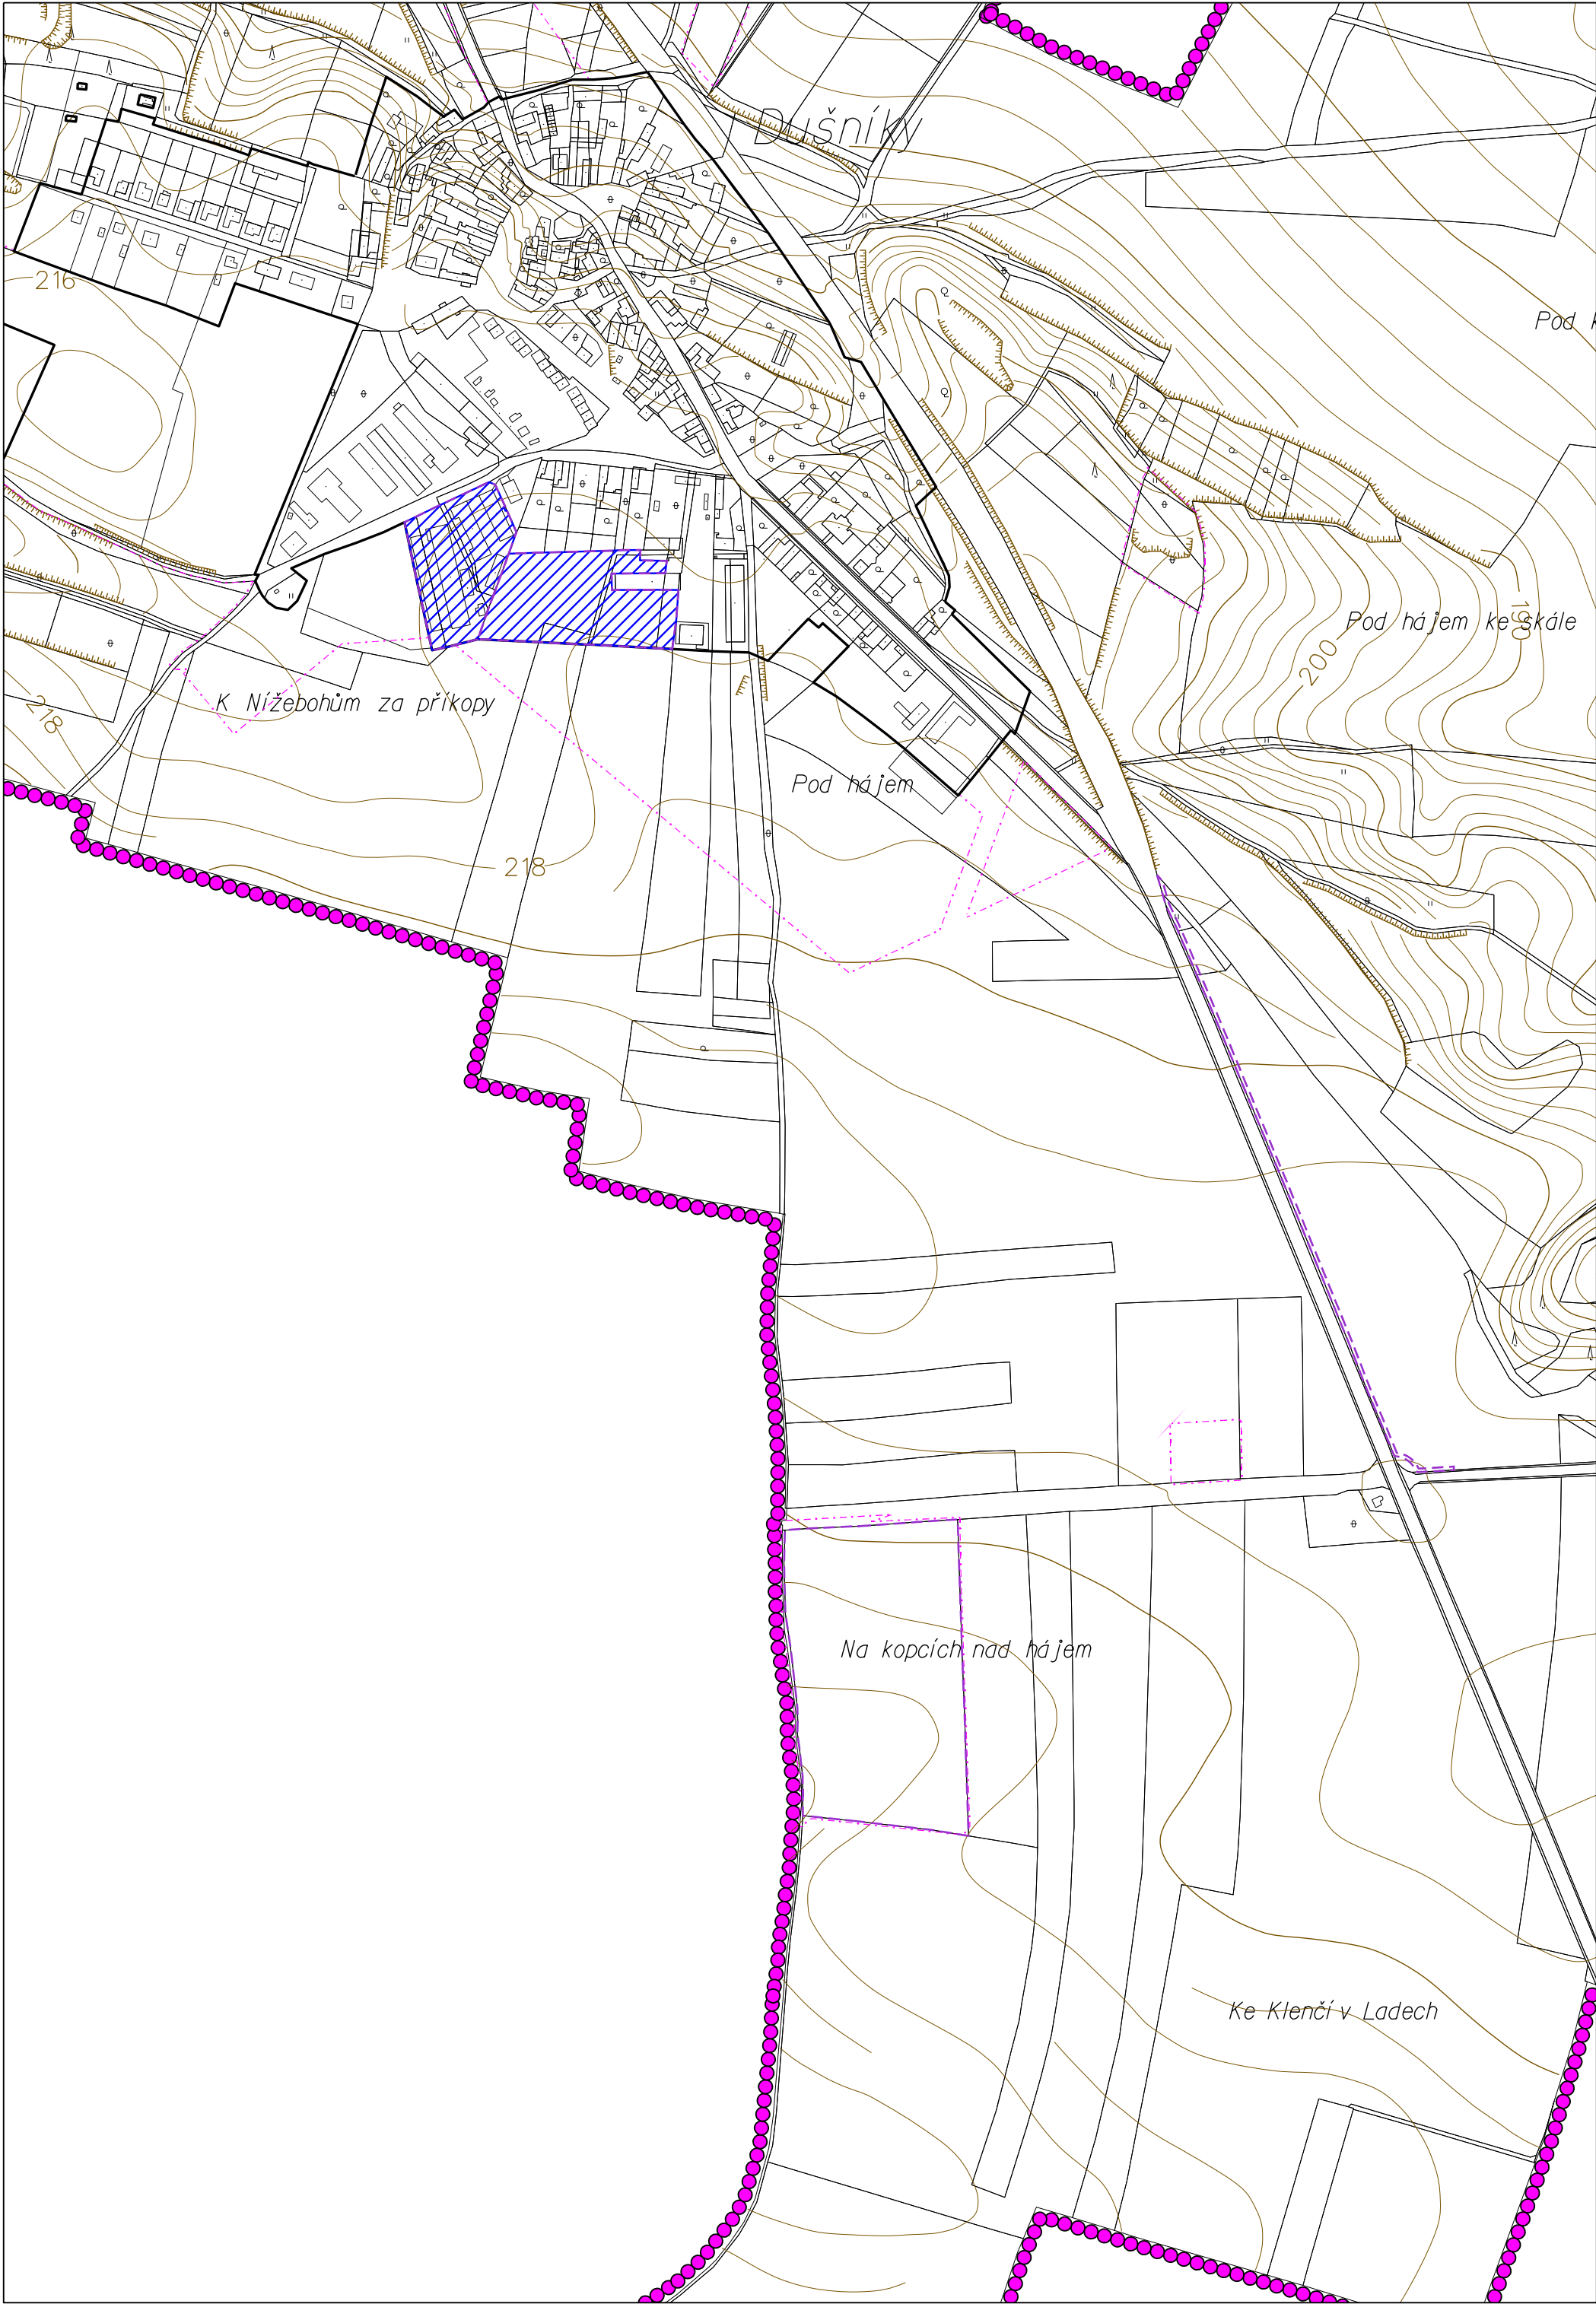 Dušníky
216
Pod
190
Pod hájem ke skále
200
K Nížebohům za příkopy
218
Pod hájem
218
Na kopcích nad hájem
Ke Klenčí v Ladech